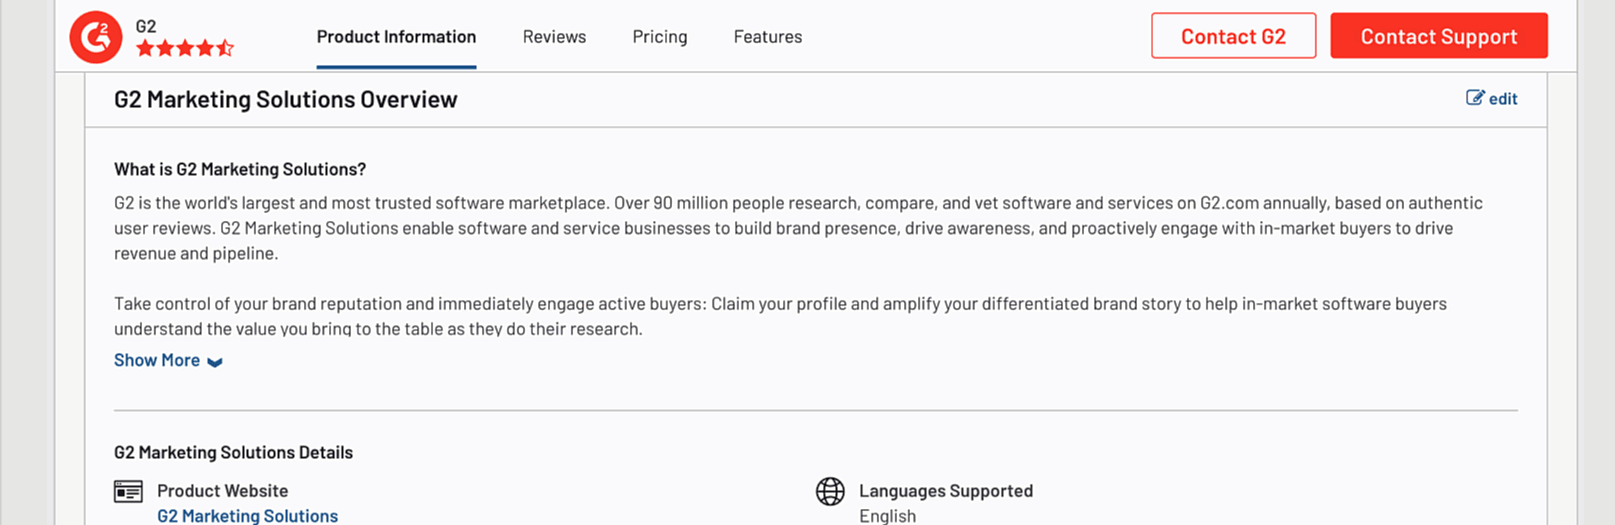 G2
Product Information
Reviews
Pricing
Features
Contact G2
Contact Support
G2 Marketing Solutions Overview
edit
What is G2 Marketing Solutions?
G2 is the world's largest and most trusted software marketplace. Over 90 million people research, compare, and vet software and services on G2.com annually, based on authentic
user reviews. G2 Marketing Solutions enable software and service businesses to build brand presence, drive awareness, and proactively engage with in-market buyers to drive
revenue and pipeline.
Take control of your brand reputation and immediately engage active buyers: Claim your profile and amplify your differentiated brand story to help in-market software buyers
understand the value you bring to the table as they do their research.
Show More
G2 Marketing Solutions Details
Product Website
G2 Marketing Solutions
Languages Supported
English